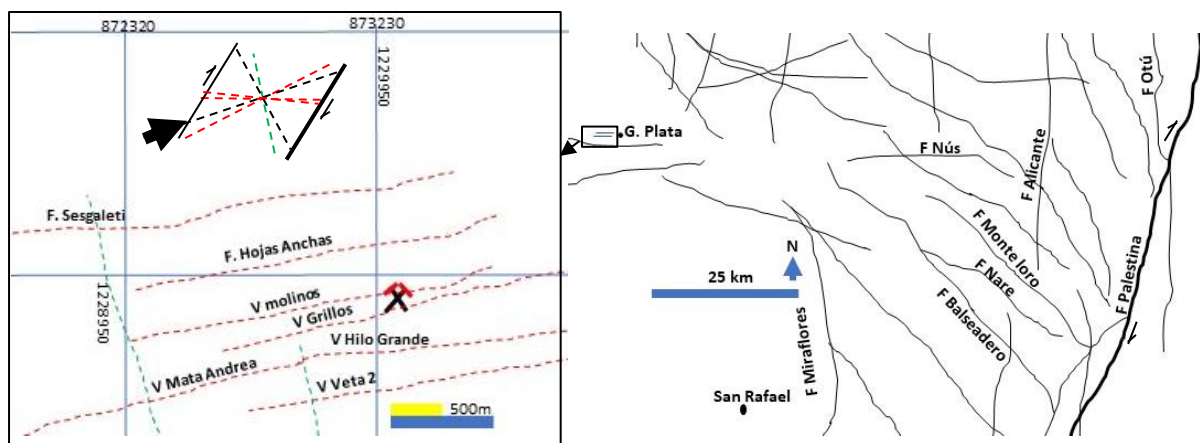 872320
873230
1229950
F. Sesgaleti
F. Hojas Anchas
1228950
V molinos
V Grillos
V Hilo Grande
V Mata Andrea
V Veta 2
500m
G. Plata
F Nús
F Alicante
F Otú
F Monte loro
F Nare
F Palestina
N
25 km
F Balseadero
F Miraflores
San Rafael